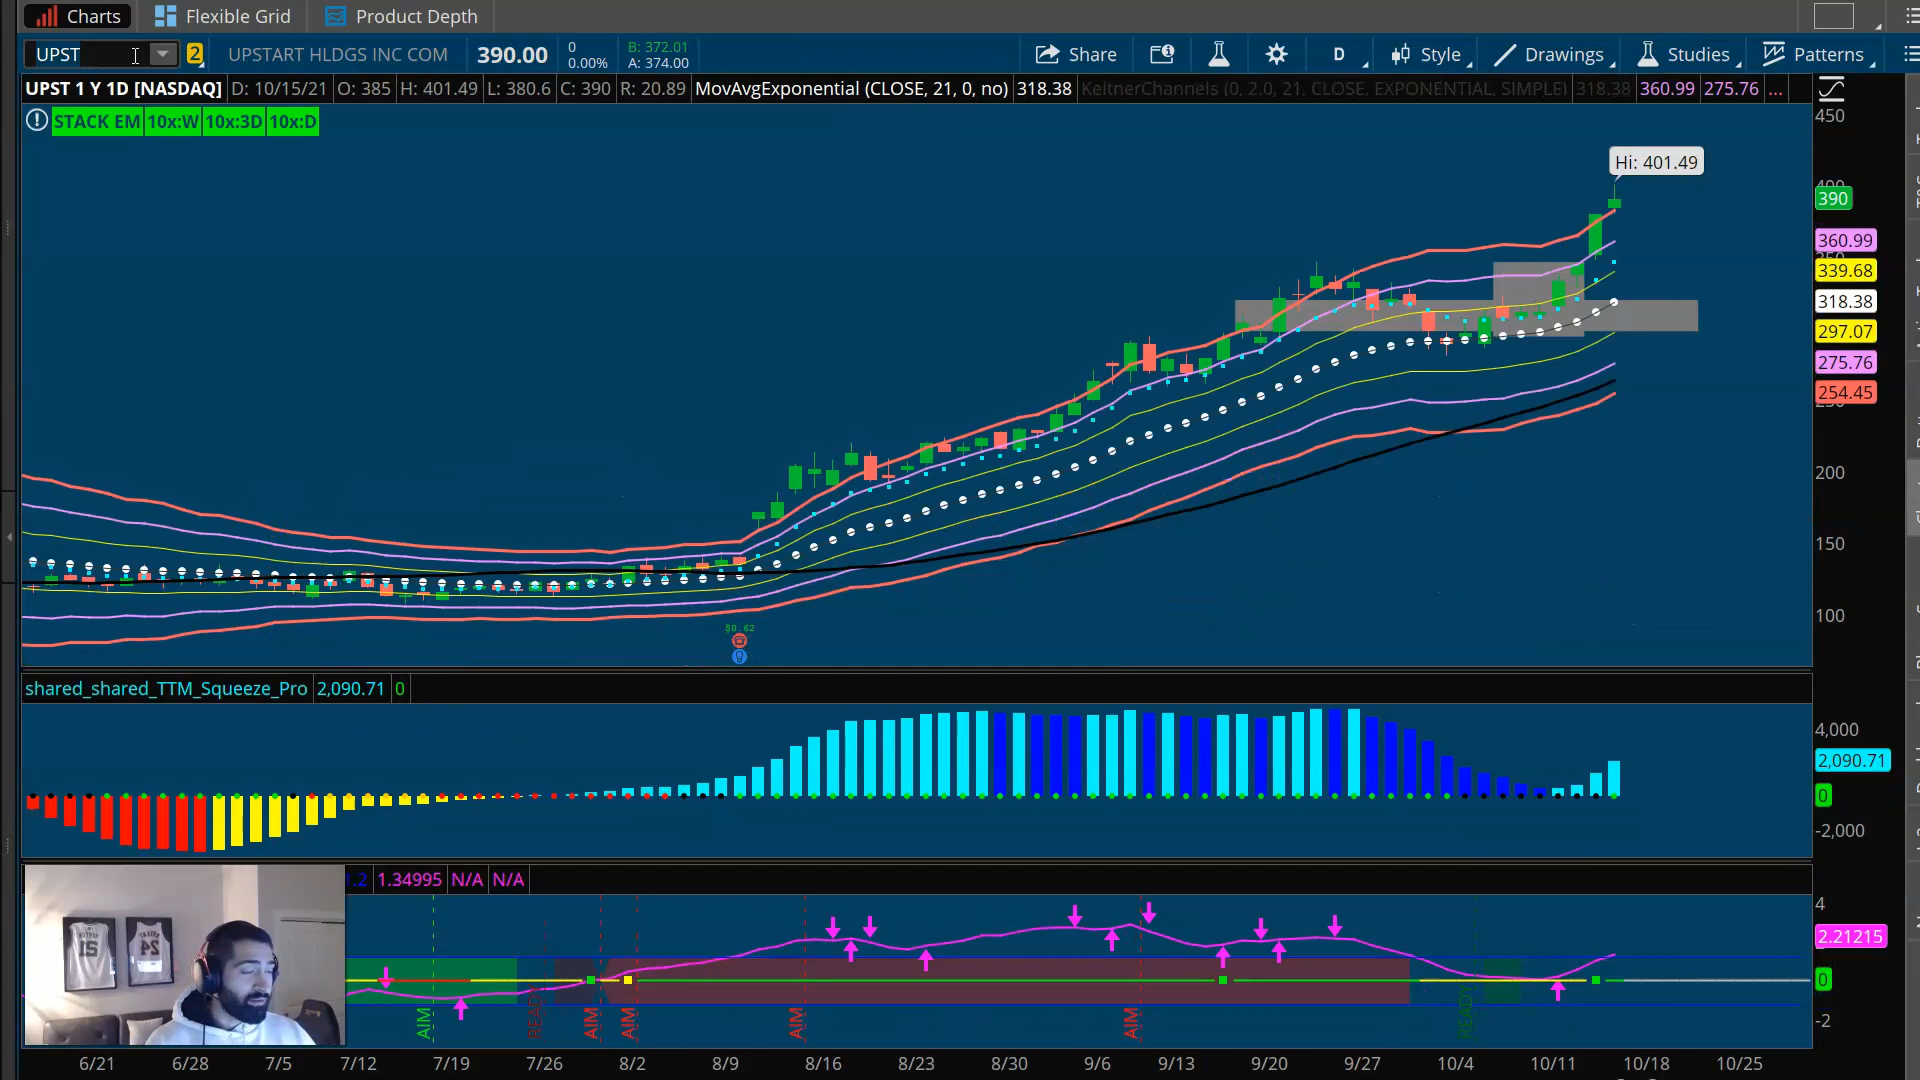 Charts Flexible Grid Product Depth
UPST 2 UPSTART HLDGS INC COM 390.00 0 0.00% B: 372.01 A: 374.00 Share D Style Drawings Studies Patterns
UPST 1 Y 1D [NASDAQ] D: 10/15/21 O: 385 H: 401.49 L: 380.6 C: 390 R: 20.89 MovAvgExponential (CLOSE, 21, 0, no) 318.38 KeltnerChannels (0, 2.0, 21, CLOSE, EXPONENTIAL, SIMPLE) 318.38 360.99 275.76 ...
STACK EM 10x:W 10x:3D 10x:D
450
Hi: 401.49
400
390
360.99
339.68
318.38
297.07
275.76
254.45
200
150
100
$0.62
shared_shared_TTM_Squeeze_Pro 2,090.71 0
4,000
2,090.71
0
-2,000
1.34995 N/A N/A
4
2.21215
0
-2
AIM READY AIM AIM AIM AIM READY
21 24
6/21 6/28 7/5 7/12 7/19 7/26 8/2 8/9 8/16 8/23 8/30 9/6 9/13 9/20 9/27 10/4 10/11 10/18 10/25